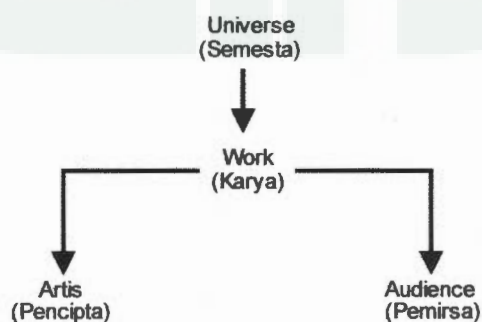 Universe
(Semesta)
Work
(Karya)
Artis
(Pencipta)
Audience
(Pemirsa)